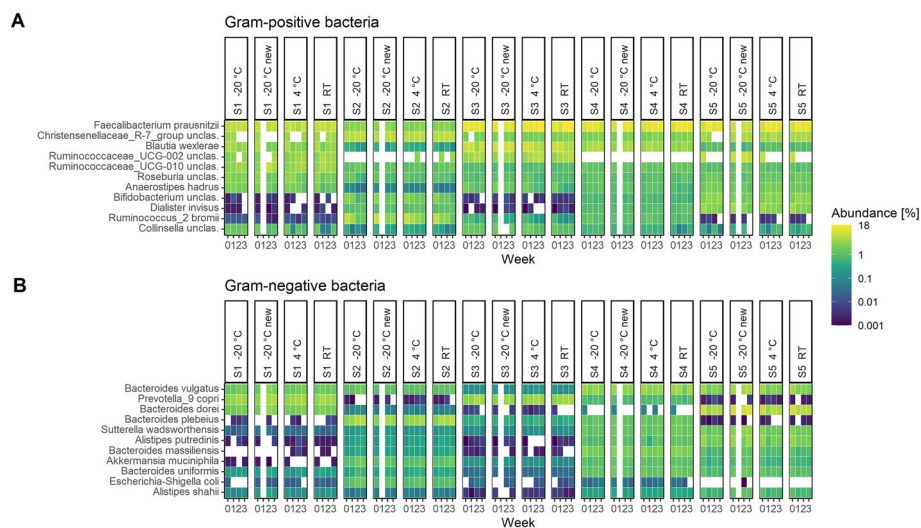 A
Gram-positive bacteria
S1 -20 °C
S1 -20 °C new
S1 4 °C
S1 RT
S2 -20 °C
S2 -20 °C new
S2 4 °C
S2 RT
S3 -20 °C
S3 -20 °C new
S3 4 °C
S3 RT
S4 -20 °C
S4 -20 °C new
S4 4 °C
S4 RT
S5 -20 °C
S5 -20 °C new
S5 4 °C
S5 RT
Faecalibacterium prausnitzii
Christensenellaceae_R-7_group unclas.
Blautia wexlerae
Ruminococcaceae_UCG-002 unclas.
Ruminococcaceae_UCG-010 unclas.
Roseburia unclas.
Anaerostipes hadrus
Bifidobacterium unclas.
Dialister invisus
Ruminococcus_2 bromii
Collinsella unclas.
0123 0123 0123 0123 0123 0123 0123 0123 0123 0123 0123 0123 0123 0123 0123 0123 0123 0123 0123 0123
Week
Abundance [%]
18
1
0.1
0.01
0.001
B
Gram-negative bacteria
S1 -20 °C
S1 -20 °C new
S1 4 °C
S1 RT
S2 -20 °C
S2 -20 °C new
S2 4 °C
S2 RT
S3 -20 °C
S3 -20 °C new
S3 4 °C
S3 RT
S4 -20 °C
S4 -20 °C new
S4 4 °C
S4 RT
S5 -20 °C
S5 -20 °C new
S5 4 °C
S5 RT
Bacteroides vulgatus
Prevotella_9 copri
Bacteroides dorei
Bacteroides plebeius
Sutterella wadsworthensis
Alistipes putredinis
Bacteroides massiliensis
Akkermansia muciniphila
Bacteroides uniformis
Escherichia-Shigella coli
Alistipes shahii
0123 0123 0123 0123 0123 0123 0123 0123 0123 0123 0123 0123 0123 0123 0123 0123 0123 0123 0123 0123
Week